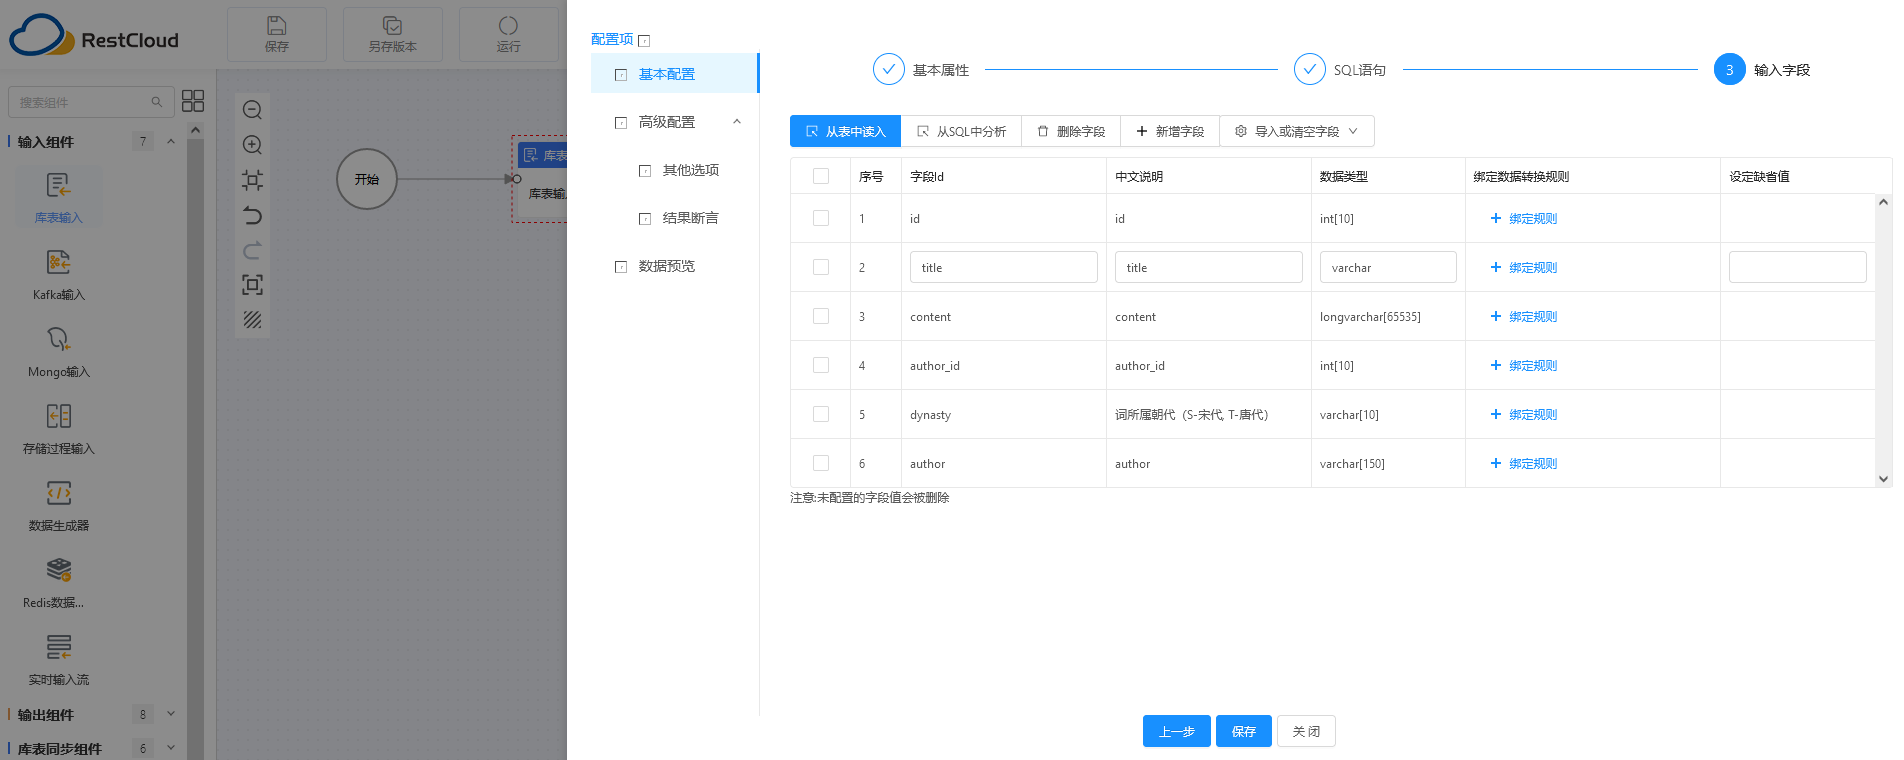 RestCloud
保存
另存版本
运行
搜索组件
输入组件 7
库表输入
Kafka输入
Mongo输入
存储过程输入
数据生成器
Redis数据...
实时输入流
输出组件 8
库表同步组件 6
开始
库表
库表输
配置项
基本配置
高级配置
其他选项
结果断言
数据预览
基本属性
SQL语句
3 输入字段
从表中读入 从SQL中分析 删除字段 新增字段 导入或清空字段
序号 字段Id 中文说明 数据类型 绑定数据转换规则 设定缺省值
1 id id int[10] 绑定规则
2 title title varchar 绑定规则
3 content content longvarchar[65535] 绑定规则
4 author_id author_id int[10] 绑定规则
5 dynasty 词所属朝代（S-宋代, T-唐代） varchar[10] 绑定规则
6 author author varchar[150] 绑定规则
注意:未配置的字段值会被删除
上一步 保存 关 闭